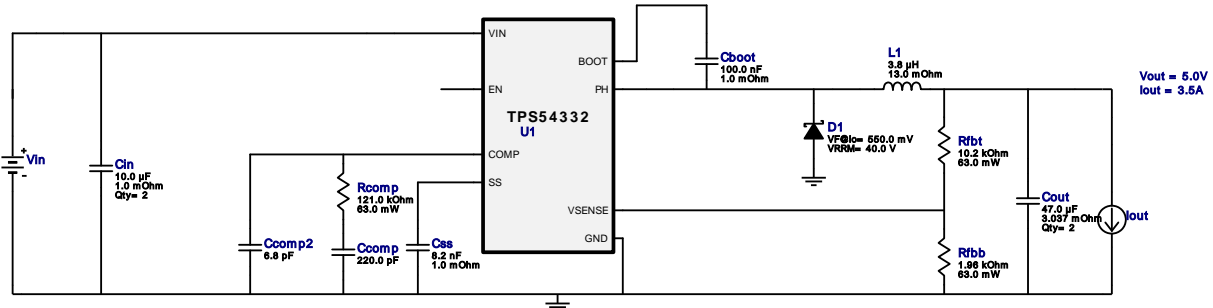 VIN
BOOT
EN
PH
TPS54332
U1
COMP
SS
VSENSE
GND
+
Vin
-
Cin
10.0 µF
1.0 mOhm
Qty= 2
Ccomp2
6.8 pF
Rcomp
121.0 kOhm
63.0 mW
Ccomp
220.0 pF
Css
8.2 nF
1.0 mOhm
Cboot
100.0 nF
1.0 mOhm
L1
3.8 µH
13.0 mOhm
D1
VF@Io= 550.0 mV
VRRM= 40.0 V
Rfbt
10.2 kOhm
63.0 mW
Rfbb
1.96 kOhm
63.0 mW
Cout
47.0 µF
3.037 mOhm
Qty= 2
Iout
Vout = 5.0V
Iout = 3.5A